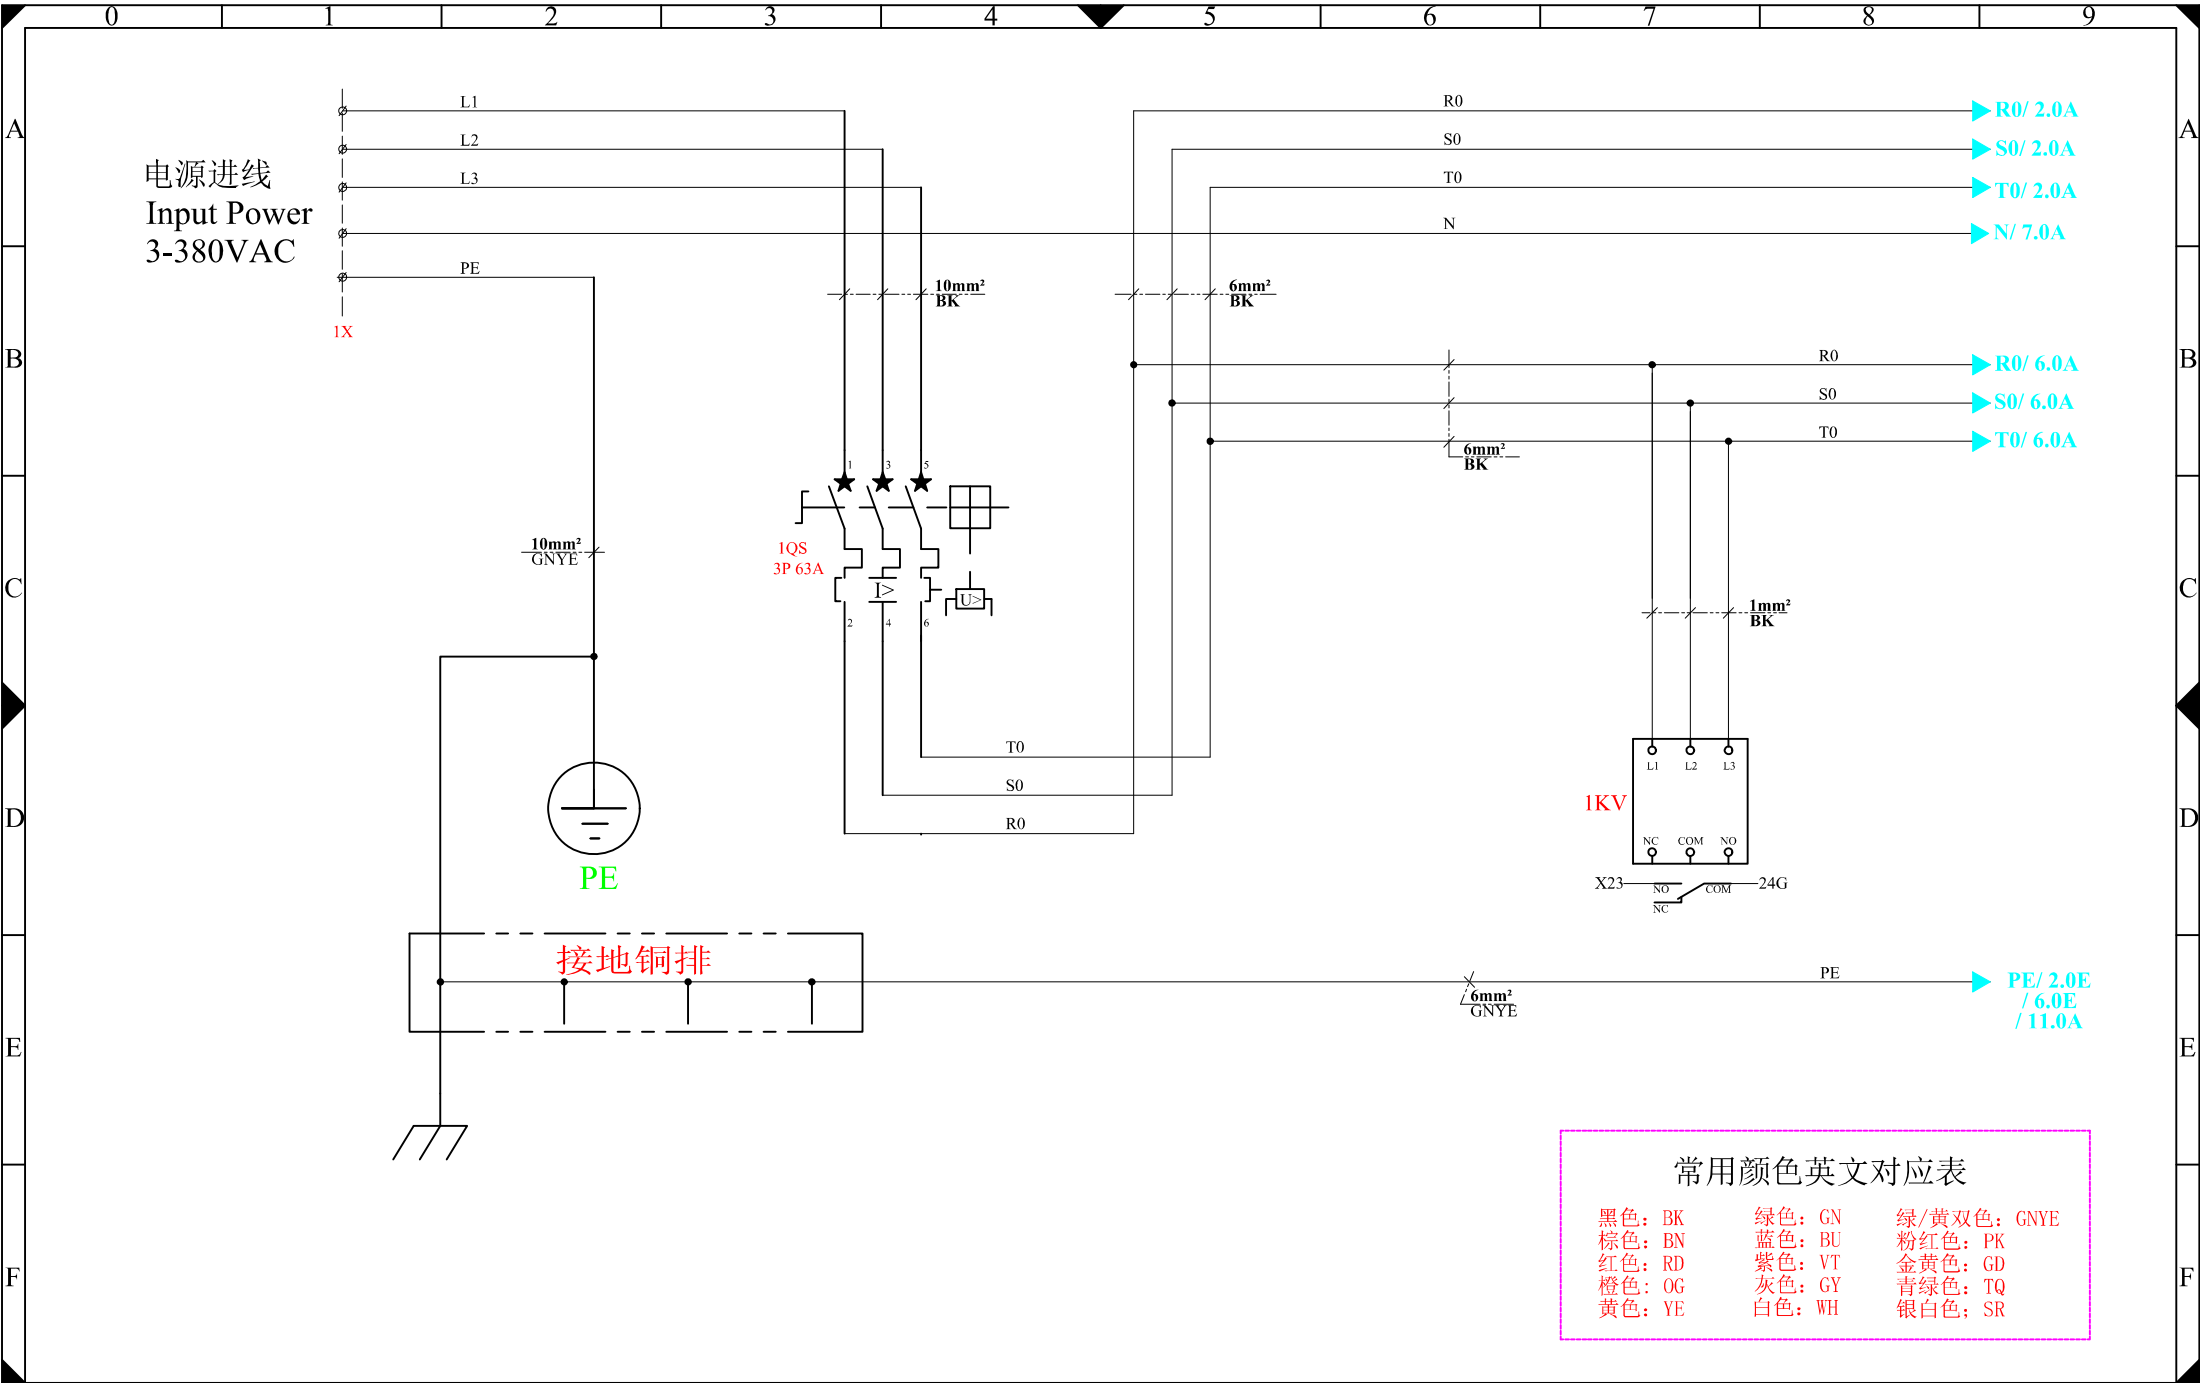 0 1 2 3 4 5 6 7 8 9
A
A
L1
R0
R0/ 2.0A
L2
S0
S0/ 2.0A
L3
T0
T0/ 2.0A
电源进线
Input Power
3-380VAC
N
N/ 7.0A
PE
10mm²
BK
6mm²
BK
1X
B
B
R0
R0/ 6.0A
S0
S0/ 6.0A
T0
T0/ 6.0A
6mm²
BK
1 3 5
1QS
3P 63A
10mm²
GNYE
I>
U>
C
C
2 4 6
1mm²
BK
T0
S0
R0
L1 L2 L3
1KV
NC COM NO
D
D
PE
X23 NO COM 24G
NC
接地铜排
PE
PE/ 2.0E
/ 6.0E
/ 11.0A
6mm²
GNYE
E
E
常用颜色英文对应表
黑色：BK 绿色：GN 绿/黄双色：GNYE
棕色：BN 蓝色：BU 粉红色：PK
红色：RD 紫色：VT 金黄色：GD
橙色：OG 灰色：GY 青绿色：TQ
黄色：YE 白色：WH 银白色；SR
F
F